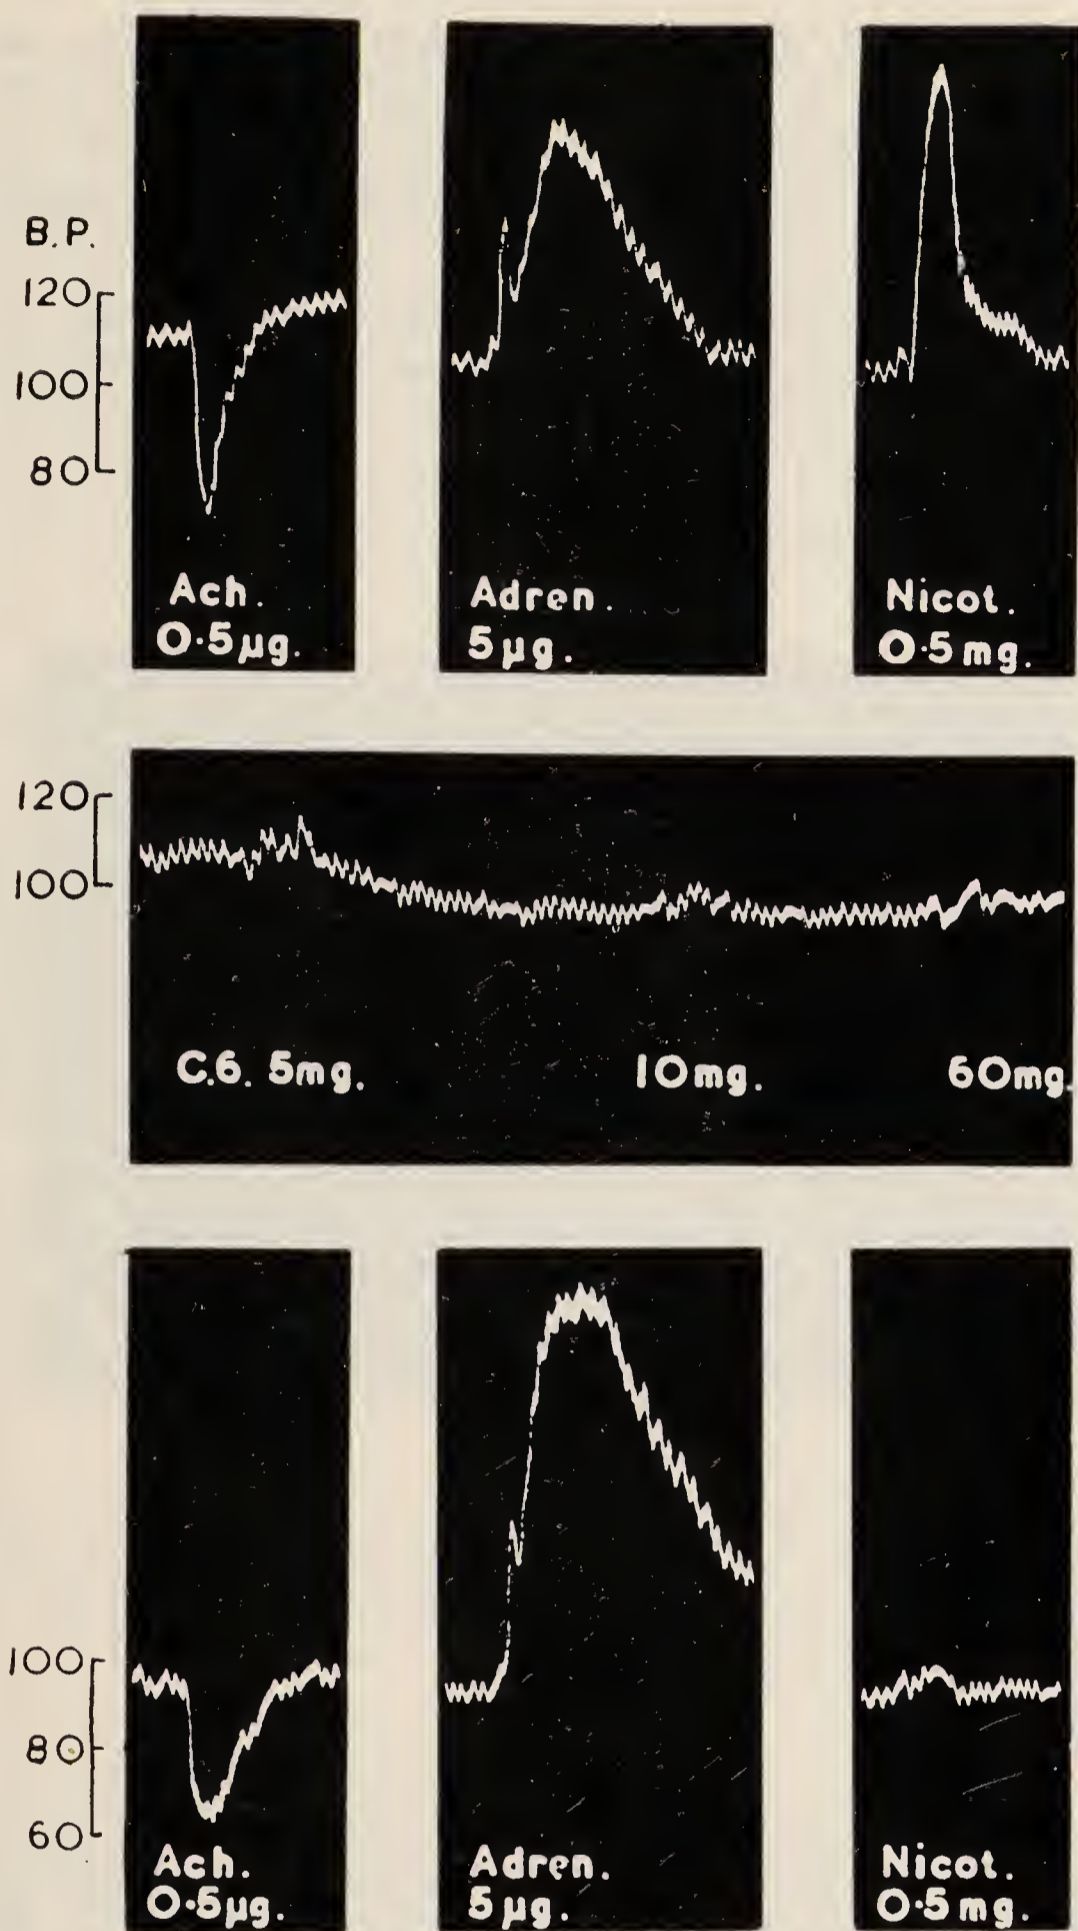 B.P.
120
100
80
Ach.
0·5µg.
Adren.
5µg.
Nicot.
0·5mg.
120
100
C.6. 5mg.
10mg.
60mg.
100
80
60
Ach.
0·5µg.
Adren.
5µg.
Nicot.
0·5mg.